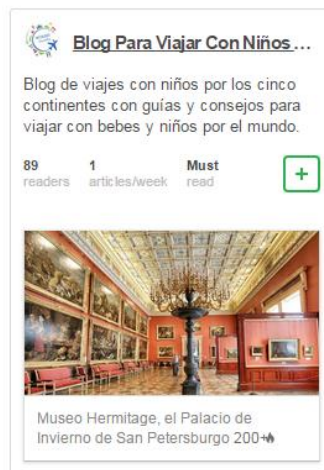 Blog Para Viajar Con Niños ...
Blog de viajes con niños por los cinco
continentes con guías y consejos para
viajar con bebes y niños por el mundo.
89 1 Must
readers articles/week read
+
Museo Hermitage, el Palacio de
Invierno de San Petersburgo 200+